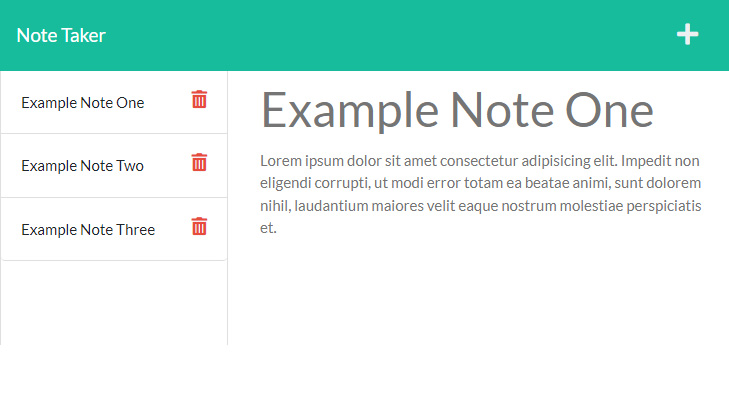 Note Taker
Example Note One
Example Note Two
Example Note Three
Example Note One
Lorem ipsum dolor sit amet consectetur adipisicing elit. Impedit non
eligendi corrupti, ut modi error totam ea beatae animi, sunt dolorem
nihil, laudantium maiores velit eaque nostrum molestiae perspiciatis
et.